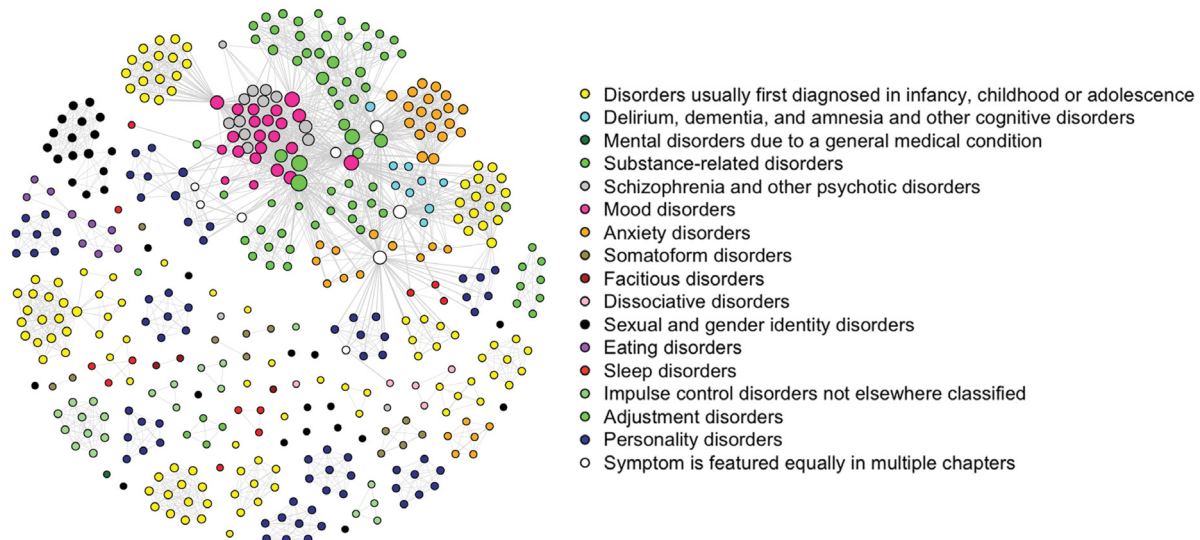 Disorders usually first diagnosed in infancy, childhood or adolescence
Delirium, dementia, and amnesia and other cognitive disorders
Mental disorders due to a general medical condition
Substance-related disorders
Schizophrenia and other psychotic disorders
Mood disorders
Anxiety disorders
Somatoform disorders
Facitious disorders
Dissociative disorders
Sexual and gender identity disorders
Eating disorders
Sleep disorders
Impulse control disorders not elsewhere classified
Adjustment disorders
Personality disorders
Symptom is featured equally in multiple chapters